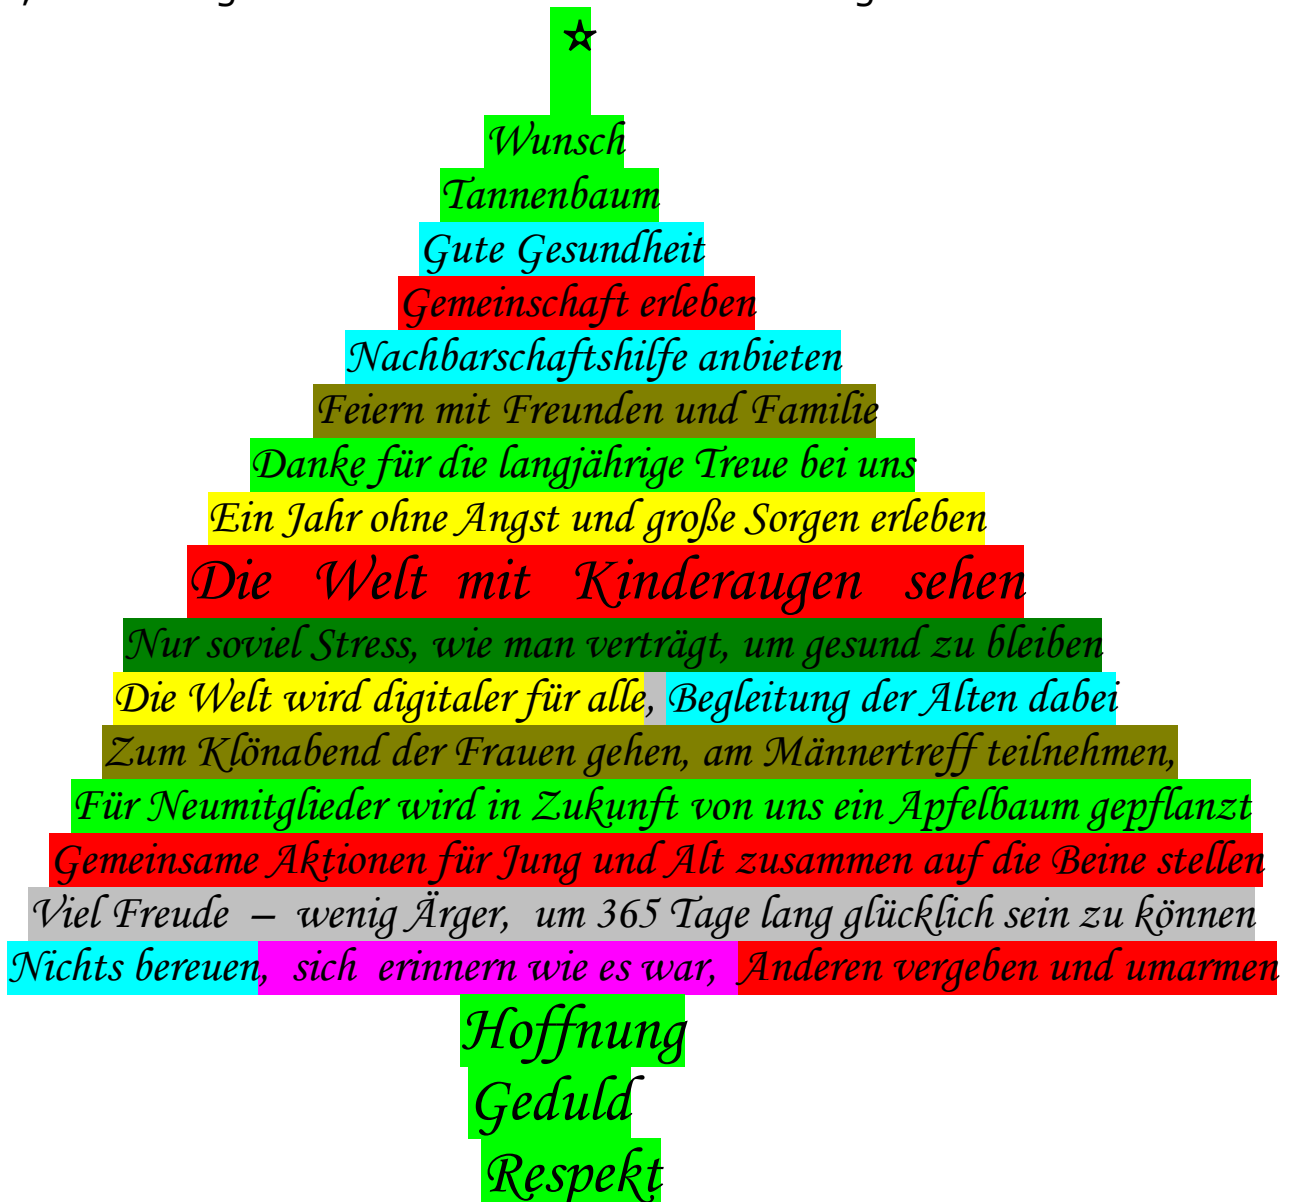 ☆
Wunsch
Tannenbaum
Gute Gesundheit
Gemeinschaft erleben
Nachbarschaftshilfe anbieten
Feiern mit Freunden und Familie
Danke für die langjährige Treue bei uns
Ein Jahr ohne Angst und große Sorgen erleben
Die Welt mit Kinderaugen sehen
Nur soviel Stress, wie man verträgt, um gesund zu bleiben
Die Welt wird digitaler für alle, Begleitung der Alten dabei
Zum Klönabend der Frauen gehen, am Männertreff teilnehmen,
Für Neumitglieder wird in Zukunft von uns ein Apfelbaum gepflanzt
Gemeinsame Aktionen für Jung und Alt zusammen auf die Beine stellen
Viel Freude – wenig Ärger, um 365 Tage lang glücklich sein zu können
Nichts bereuen, sich erinnern wie es war, Anderen vergeben und umarmen
Hoffnung
Geduld
Respekt